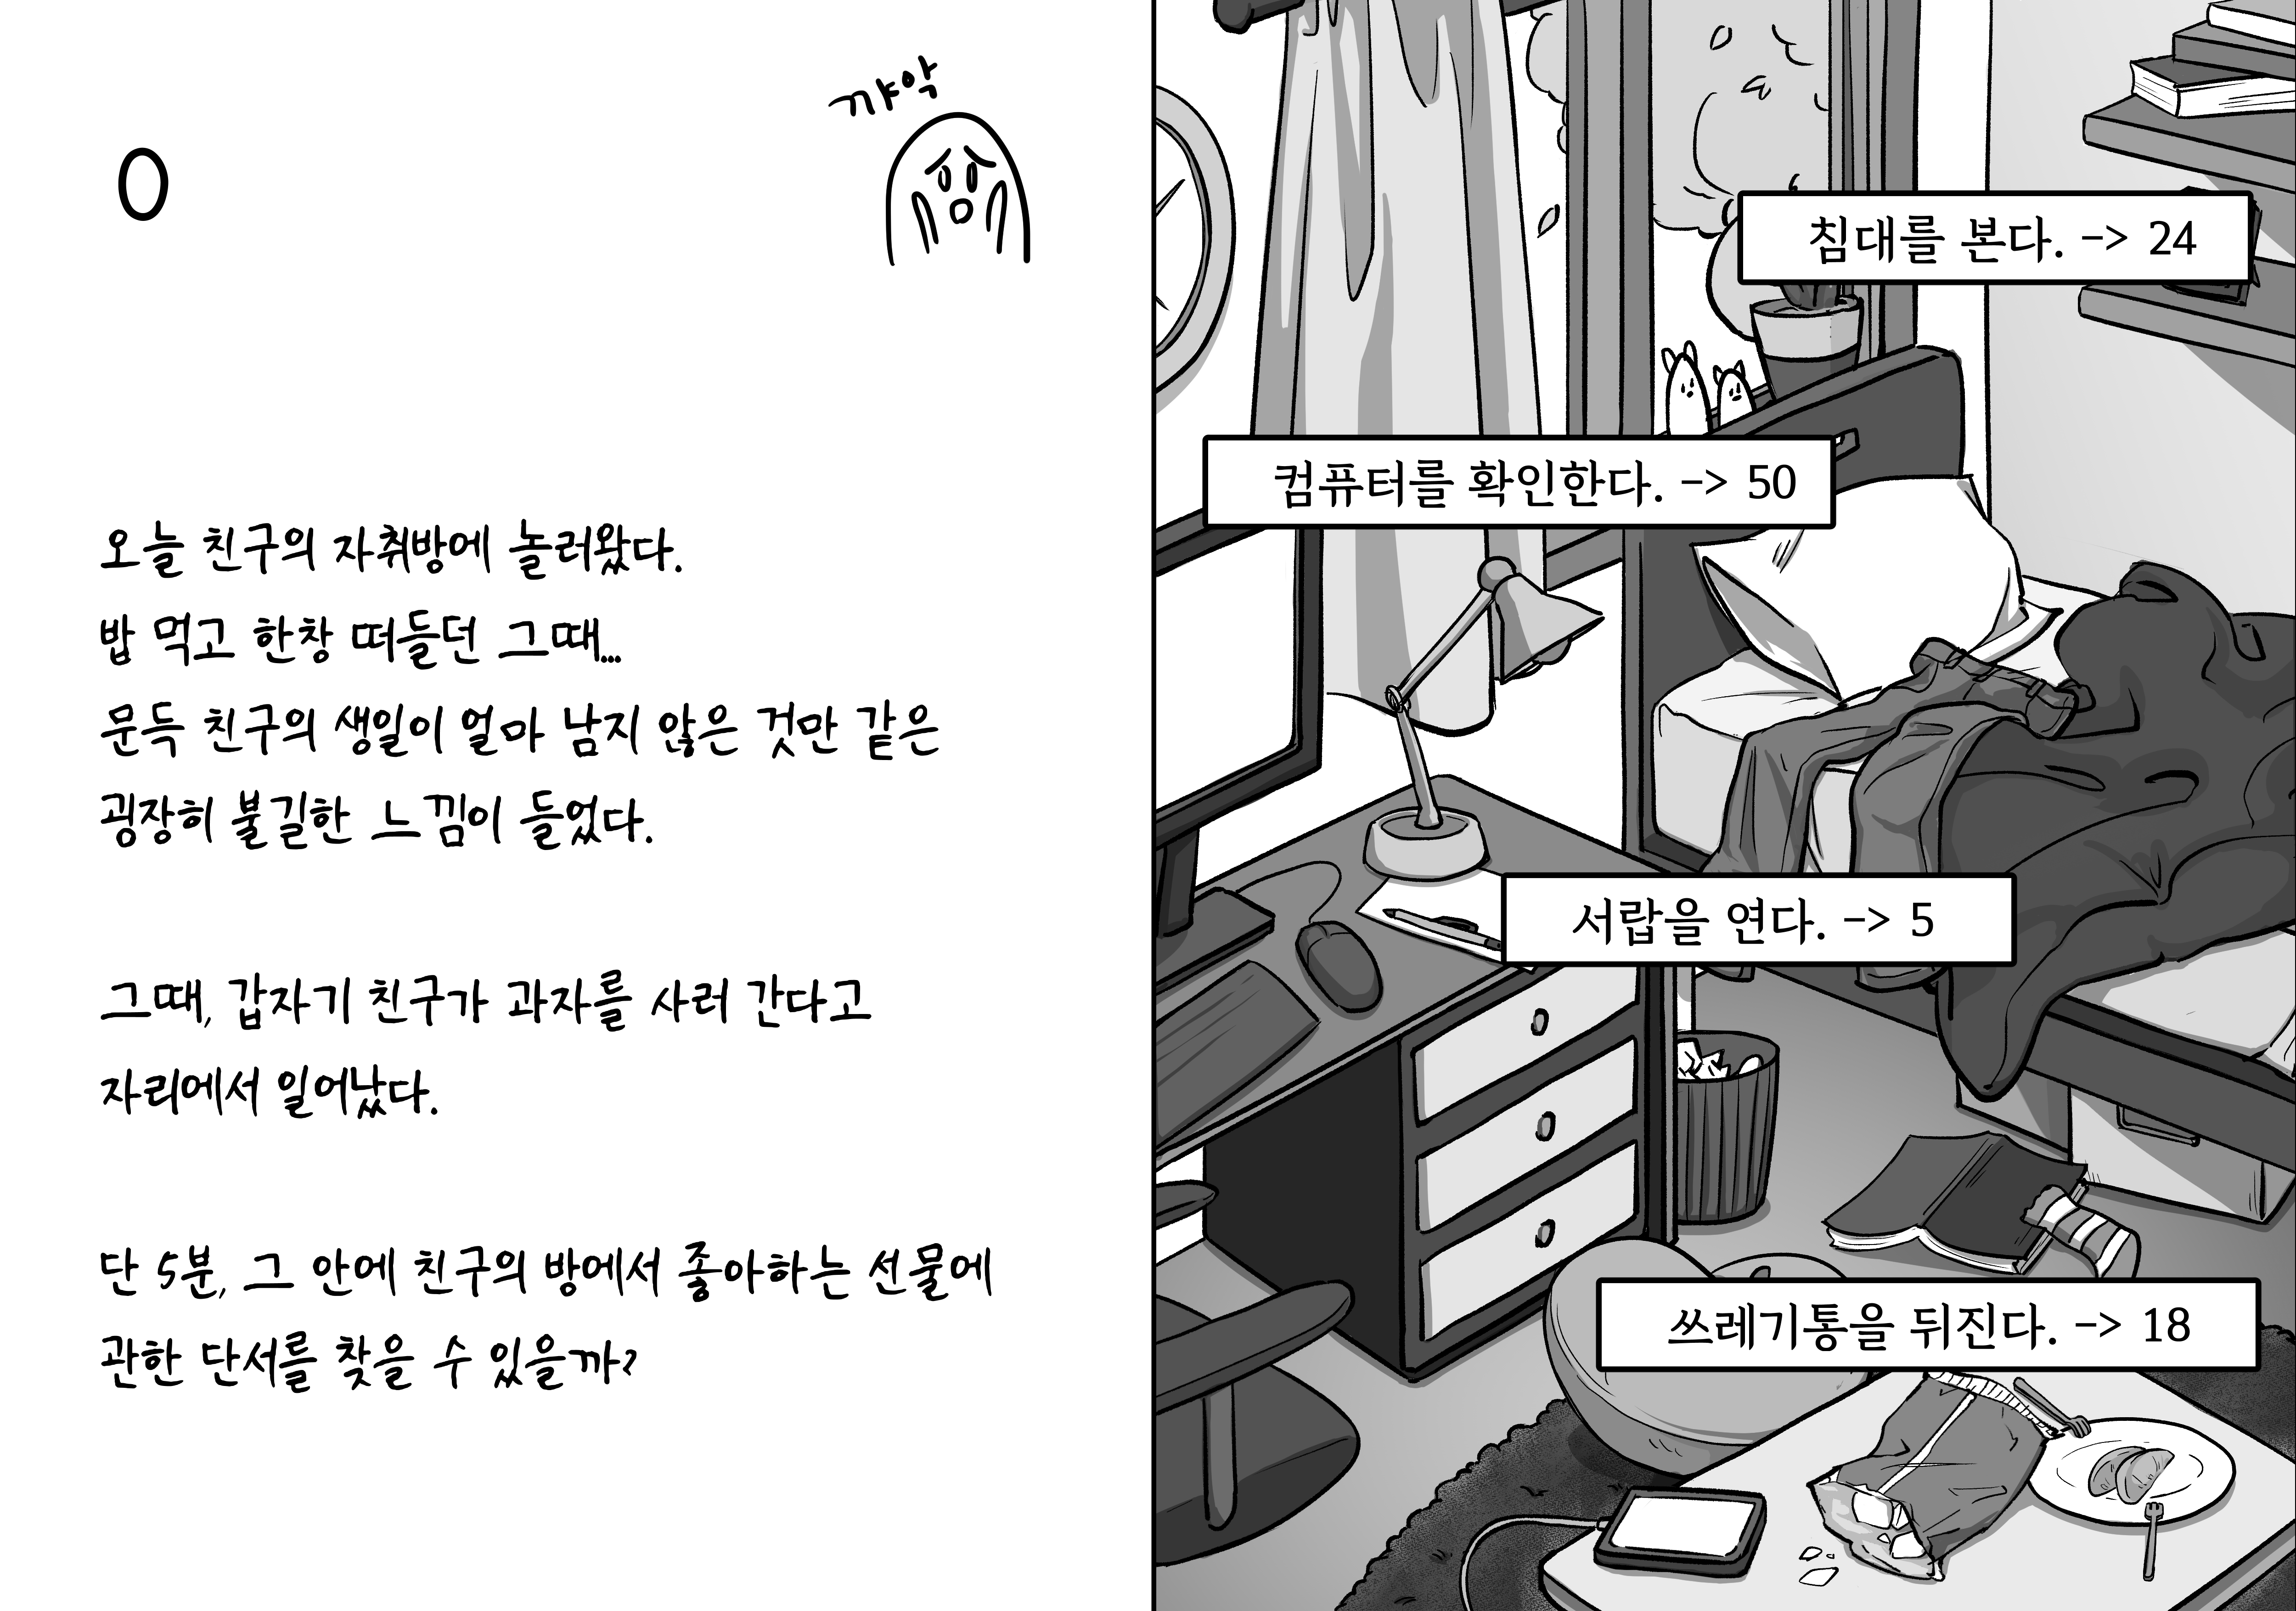 0
꺄악
오늘 친구의 자취방에 놀러왔다.
밥 먹고 한창 떠들던 그때...
문득 친구의 생일이 얼마 남지 않은 것만 같은
굉장히 불길한 느낌이 들었다.
그때, 갑자기 친구가 과자를 사러 간다고
자리에서 일어났다.
단 5분, 그 안에 친구의 방에서 좋아하는 선물에
관한 단서를 찾을 수 있을까?
침대를 본다. -> 24
컴퓨터를 확인한다. -> 50
서랍을 연다. -> 5
쓰레기통을 뒤진다. -> 18